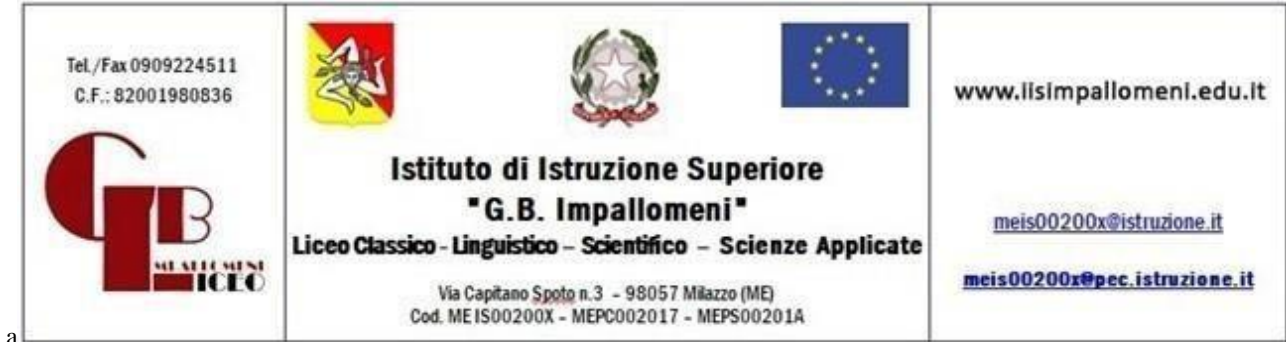 Tel./Fax 0909224511
C.F.: 82001980836
GB
IMPALLOMENI
LICEO
Istituto di Istruzione Superiore
"G.B. Impallomeni"
Liceo Classico - Linguistico – Scientifico – Scienze Applicate
Via Capitano Spoto n.3 - 98057 Milazzo (ME)
Cod. MEIS00200X - MEPC002017 - MEPS00201A
www.iisimpallomeni.edu.it
meis00200x@istruzione.it
meis00200x@pec.istruzione.it
a